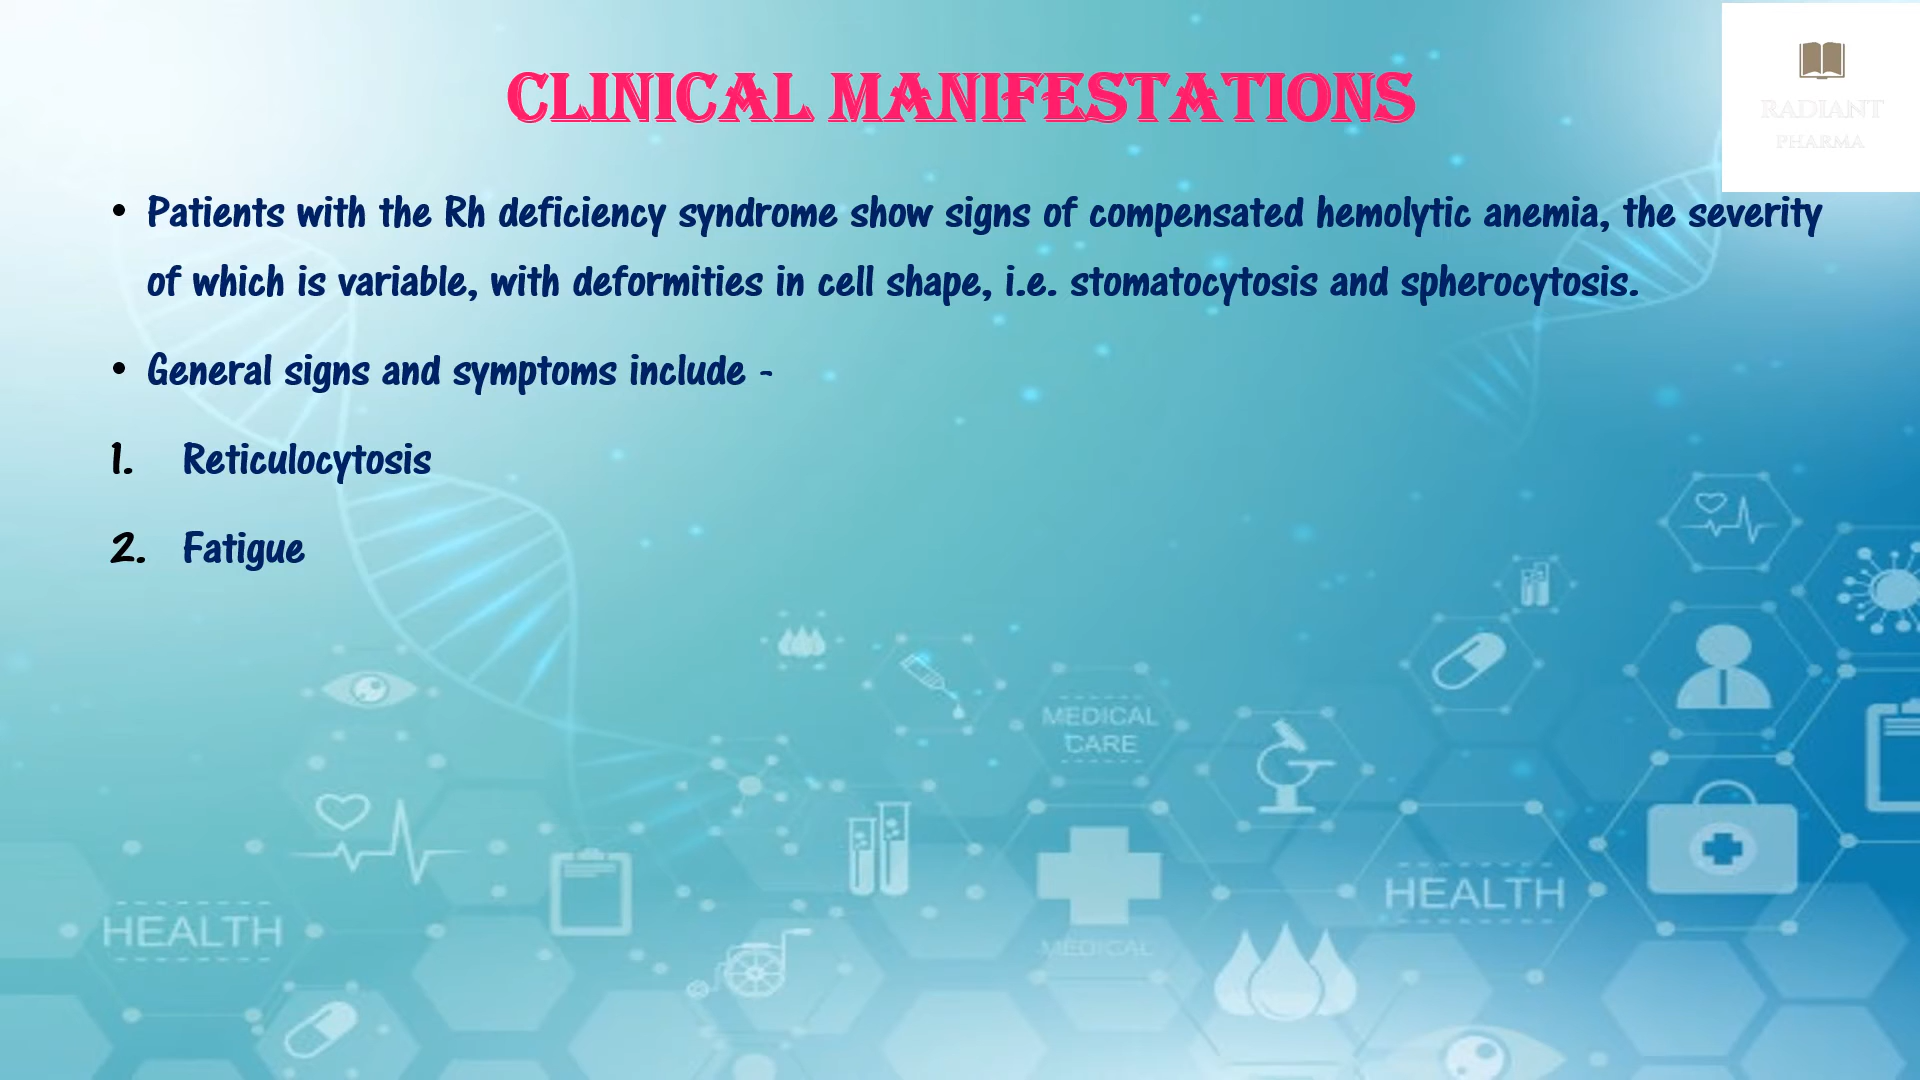 CLINICAL MANIFESTATIONS
RADIANT
PHARMA
• Patients with the Rh deficiency syndrome show signs of compensated hemolytic anemia, the severity
of which is variable, with deformities in cell shape, i.e. stomatocytosis and spherocytosis.
• General signs and symptoms include -
1. Reticulocytosis
2. Fatigue
MEDICAL
CARE
HEALTH
HEALTH
MEDICAL